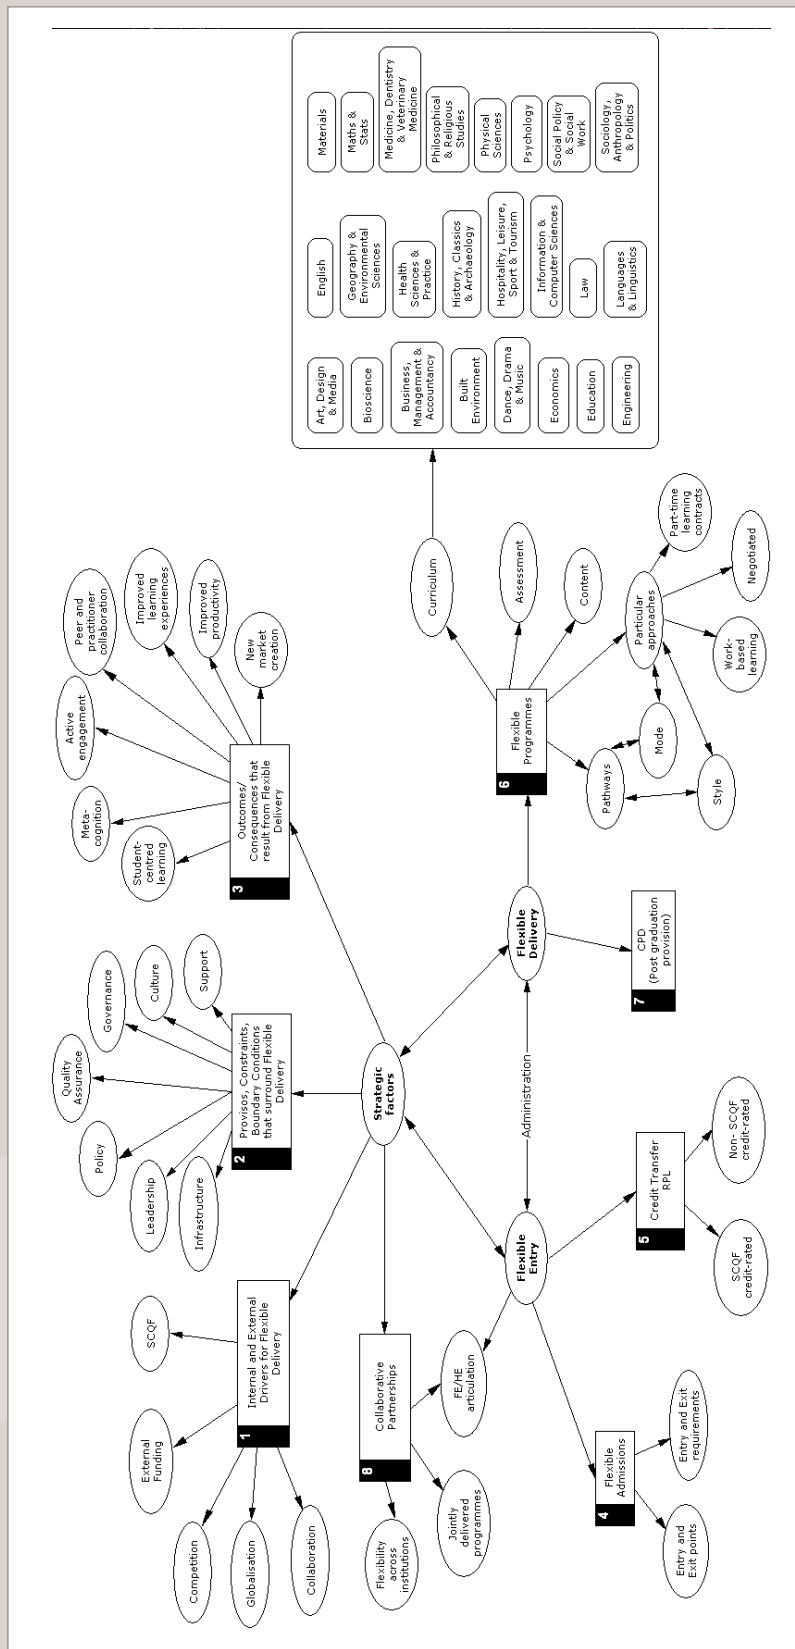 SCQF
External
Funding
Competition
Globalisation
Collaboration
1
Internal and External
Drivers for Flexible
Delivery
Quality
Assurance
Governance
Culture
Support
Policy
Leadership
Infrastructure
2
Provisos, Constraints,
Boundary Conditions
that surround Flexible
Delivery
Student-
centred
learning
Meta-
cognition
Active
engagement
Peer and
practitioner
collaboration
Improved
learning
experiences
Improved
productivity
New
market
creation
3
Outcomes/
Consequences that
result from Flexible
Delivery
Strategic
factors
8
Collaborative
Partnerships
Flexibility
across
institutions
Jointly
delivered
programmes
FE/HE
articulation
Flexible
Entry
Administration
Flexible
Delivery
4
Flexible
Admissions
Entry and
Exit points
Entry and Exit
requirements
5
Credit Transfer
RPL
SCQF
credit-rated
Non- SCQF
credit-rated
7
CPD
(Post graduation
provision)
6
Flexible
Programmes
Curriculum
Assessment
Content
Particular
approaches
Pathways
Mode
Style
Part-time
learning
contracts
Negotiated
Work-
based
learning
Art, Design
& Media
Bioscience
Business,
Management &
Accountancy
Built
Environment
Dance, Drama
& Music
Economics
Education
Engineering
English
Geography &
Environmental
Sciences
Health
Sciences &
Practice
History, Classics
& Archaeology
Hospitality, Leisure,
Sport & Tourism
Information &
Computer Sciences
Law
Languages
& Linguistics
Materials
Maths &
Stats
Medicine, Dentistry
& Veterinary
Medicine
Philosophical
& Religious
Studies
Physical
Sciences
Psychology
Social Policy
& Social
Work
Sociology,
Anthropology
& Politics